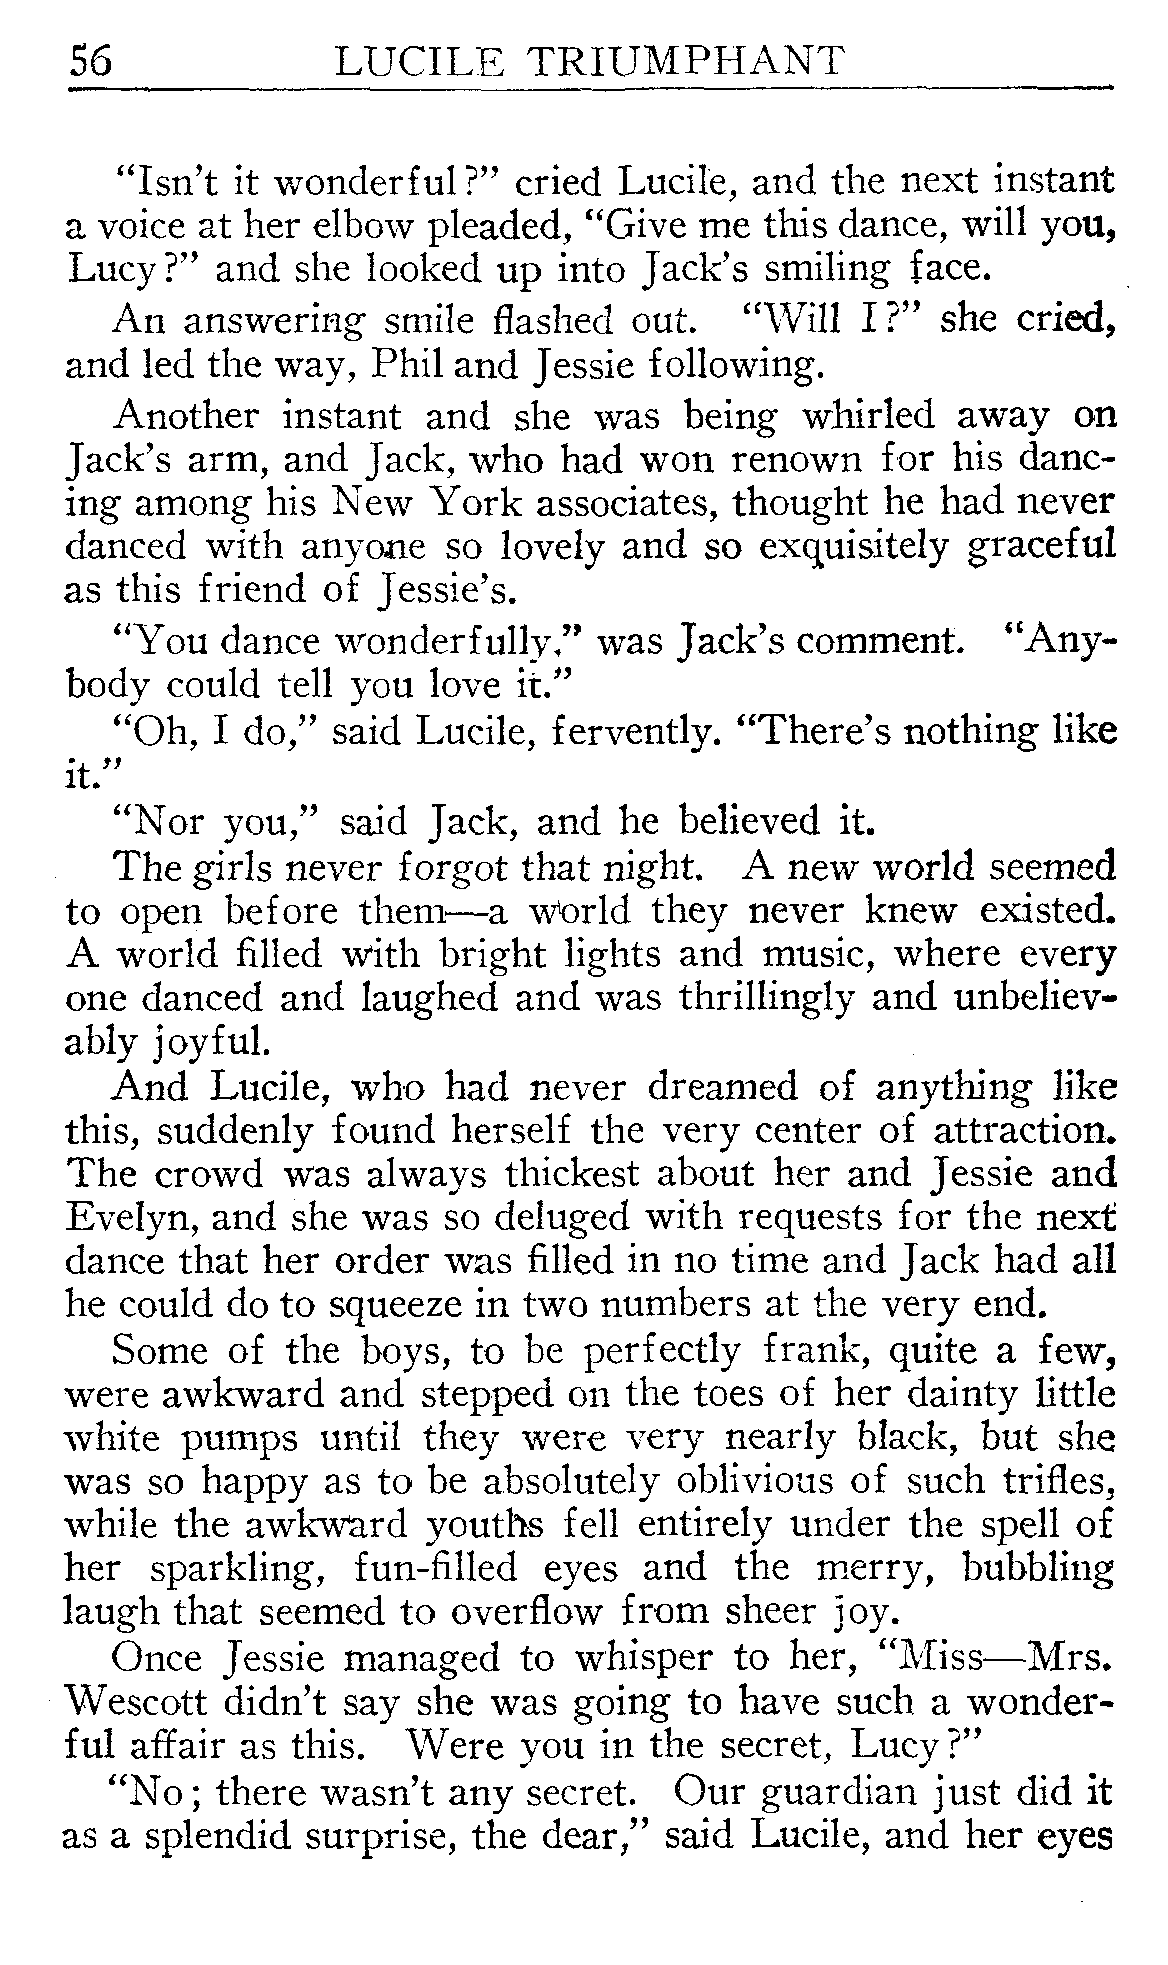 56 LUCILE TRIUMPHANT
“Isn’t it wonderful?” cried Lucile, and the next instant
a voice at her elbow pleaded, “Give me this dance, will you,
Lucy?” and she looked up into Jack’s smiling face.
An answering smile flashed out. “Will I?” she cried,
and led the way, Phil and Jessie following.
Another instant and she was being whirled away on
Jack’s arm, and Jack, who had won renown for his danc-
ing among his New York associates, thought he had never
danced with anyone so lovely and so exquisitely graceful
as this friend of Jessie’s.
“You dance wonderfully,” was Jack’s comment. “Any-
body could tell you love it.”
“Oh, I do,” said Lucile, fervently. “There’s nothing like
it.”
“Nor you,” said Jack, and he believed it.
The girls never forgot that night. A new world seemed
to open before them—a world they never knew existed.
A world filled with bright lights and music, where every
one danced and laughed and was thrillingly and unbeliev-
ably joyful.
And Lucile, who had never dreamed of anything like
this, suddenly found herself the very center of attraction.
The crowd was always thickest about her and Jessie and
Evelyn, and she was so deluged with requests for the next
dance that her order was filled in no time and Jack had all
he could do to squeeze in two numbers at the very end.
Some of the boys, to be perfectly frank, quite a few,
were awkward and stepped on the toes of her dainty little
white pumps until they were very nearly black, but she
was so happy as to be absolutely oblivious of such trifles,
while the awkward youths fell entirely under the spell of
her sparkling, fun-filled eyes and the merry, bubbling
laugh that seemed to overflow from sheer joy.
Once Jessie managed to whisper to her, “Miss—Mrs.
Wescott didn’t say she was going to have such a wonder-
ful affair as this. Were you in the secret, Lucy?”
“No; there wasn’t any secret. Our guardian just did it
as a splendid surprise, the dear,” said Lucile, and her eyes